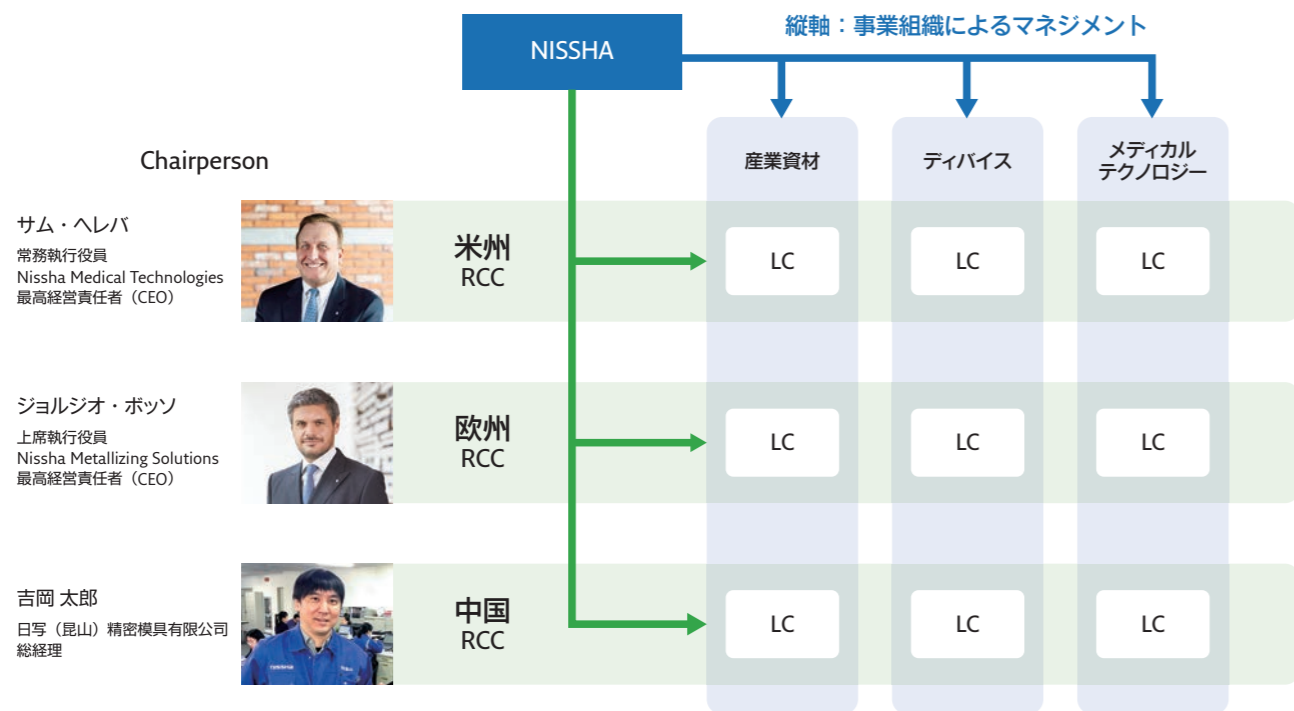 NISSHA
縦軸：事業組織によるマネジメント
Chairperson
産業資材
ディバイス
メディカル
テクノロジー
サム・ヘレバ
常務執行役員
Nissha Medical Technologies
最高経営責任者（CEO）
米州
RCC
LC
LC
LC
ジョルジオ・ボッソ
上席執行役員
Nissha Metallizing Solutions
最高経営責任者（CEO）
欧州
RCC
LC
LC
LC
吉岡 太郎
日写（昆山）精密模具有限公司
総経理
中国
RCC
LC
LC
LC